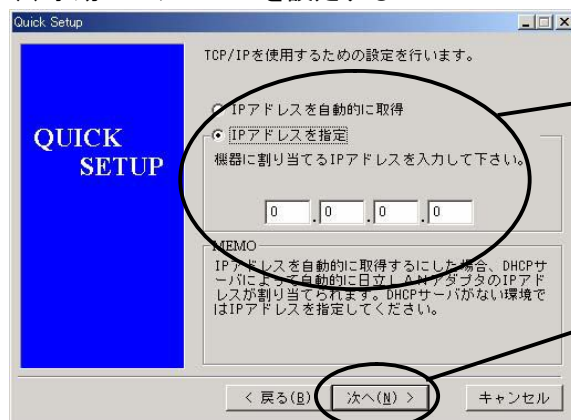 Quick Setup
TCP/IPを使用するための設定を行います。
IPアドレスを自動的に取得
IPアドレスを指定
機器に割り当てるIPアドレスを入力して下さい。
0 . 0 . 0 . 0
QUICK
SETUP
MEMO
IPアドレスを自動的に取得するにした場合、DHCPサ
ーバによって自動的に日立LANアダプタのIPアド
レスが割り当てられます。DHCPサーバがない環境で
はIPアドレスを指定してください。
< 戻る(B)
次へ(N) >
キャンセル